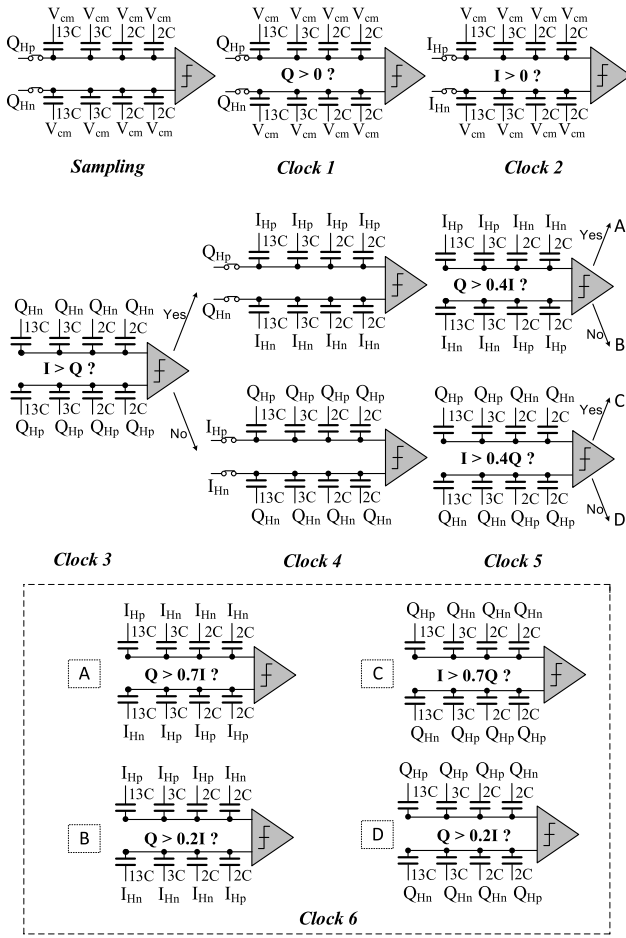 Vcm Vcm Vcm Vcm
13C 3C 2C 2C
QHp
QHn
13C 3C 2C 2C
Vcm Vcm Vcm Vcm
Sampling
Vcm Vcm Vcm Vcm
13C 3C 2C 2C
QHp
Q > 0 ?
QHn
13C 3C 2C 2C
Vcm Vcm Vcm Vcm
Clock 1
Vcm Vcm Vcm Vcm
13C 3C 2C 2C
IHp
I > 0 ?
IHn
13C 3C 2C 2C
Vcm Vcm Vcm Vcm
Clock 2
QHn QHn QHn QHn
13C 3C 2C 2C
I > Q ?
13C 3C 2C 2C
QHp QHp QHp QHp
Yes
No
Clock 3
IHp IHp IHp IHp
13C 3C 2C 2C
QHp
QHn
13C 3C 2C 2C
IHn IHn IHn IHn
QHp QHp QHp QHp
13C 3C 2C 2C
IHp
IHn
13C 3C 2C 2C
QHn QHn QHn QHn
Clock 4
IHp IHp IHn IHn
13C 3C 2C 2C
Q > 0.4I ?
13C 3C 2C 2C
IHn IHn IHp IHp
Yes
A
No
B
QHp QHp QHn QHn
13C 3C 2C 2C
I > 0.4Q ?
13C 3C 2C 2C
QHn QHn QHp QHp
Yes
C
No
D
Clock 5
A
IHp IHn IHn IHn
13C 3C 2C 2C
Q > 0.7I ?
13C 3C 2C 2C
IHn IHp IHp IHp
C
QHp QHn QHn QHn
13C 3C 2C 2C
I > 0.7Q ?
13C 3C 2C 2C
QHn QHp QHp QHp
B
IHp IHp IHp IHn
13C 3C 2C 2C
Q > 0.2I ?
13C 3C 2C 2C
IHn IHn IHn IHp
D
QHp QHp QHp QHn
13C 3C 2C 2C
Q > 0.2I ?
13C 3C 2C 2C
QHn QHn QHn QHp
Clock 6